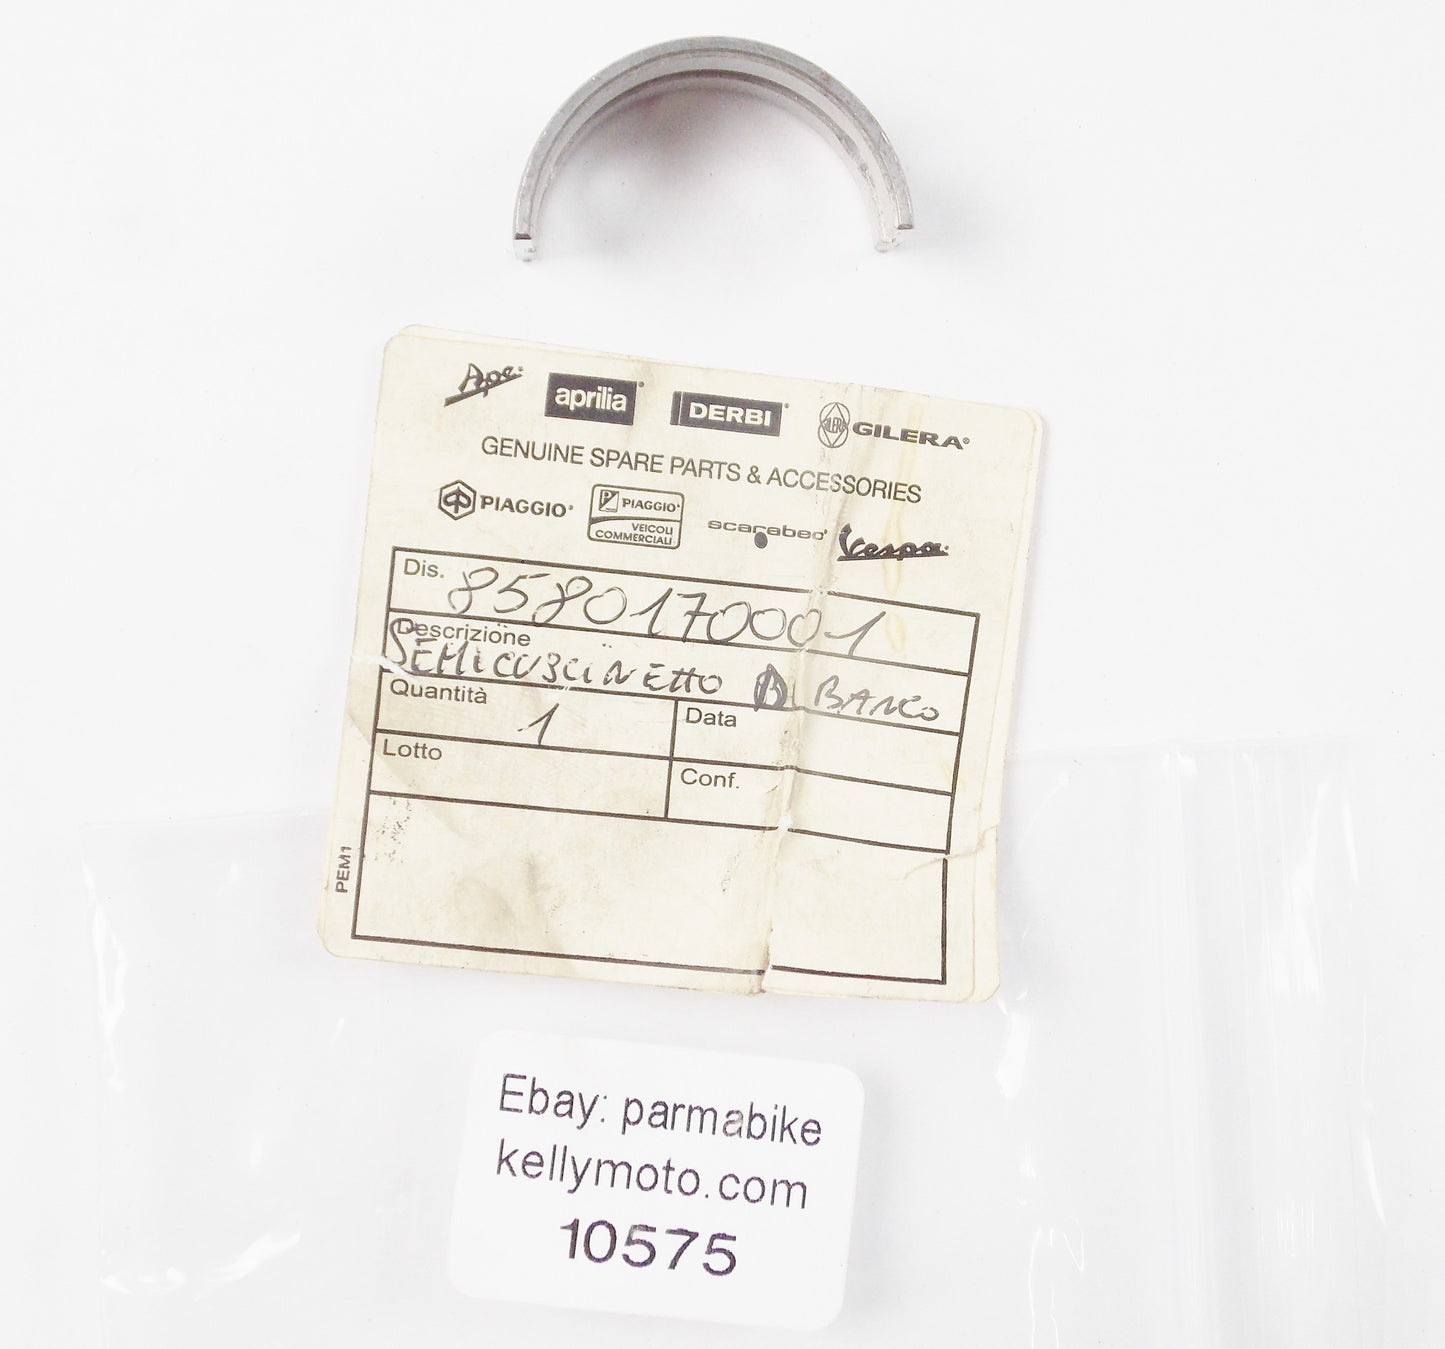 Ape
aprilia DERBI GILERA
GENUINE SPARE PARTS & ACCESSORIES
PIAGGIO PIAGGIO VEICOLI COMMERCIALI scarabeo Vespa
Dis. 8580170001
Descrizione
SEMICUSCINETTO B BANCO
Quantità 1 Data
Lotto Conf.
PEM1
Ebay: parmabike
kellymoto.com
10575